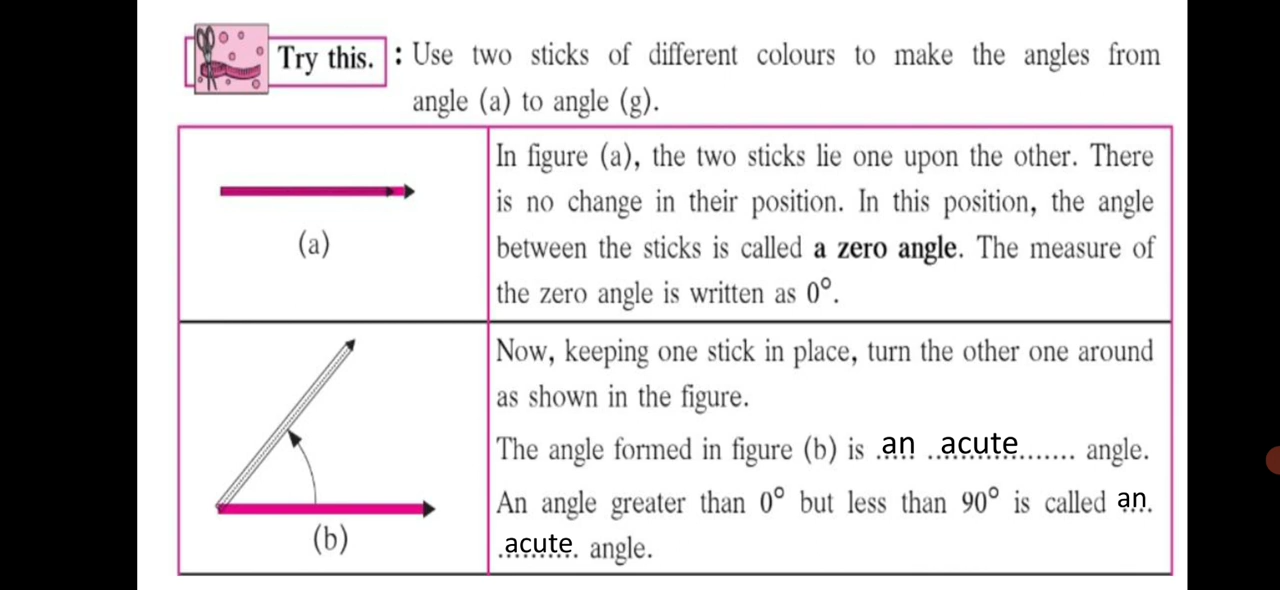 Try this. : Use two sticks of different colours to make the angles from
angle (a) to angle (g).
In figure (a), the two sticks lie one upon the other. There
is no change in their position. In this position, the angle
between the sticks is called a zero angle. The measure of
the zero angle is written as 0°.
(a)
Now, keeping one stick in place, turn the other one around
as shown in the figure.
The angle formed in figure (b) is .an.. ..acute....... angle.
An angle greater than 0° but less than 90° is called an.
.acute. angle.
(b)